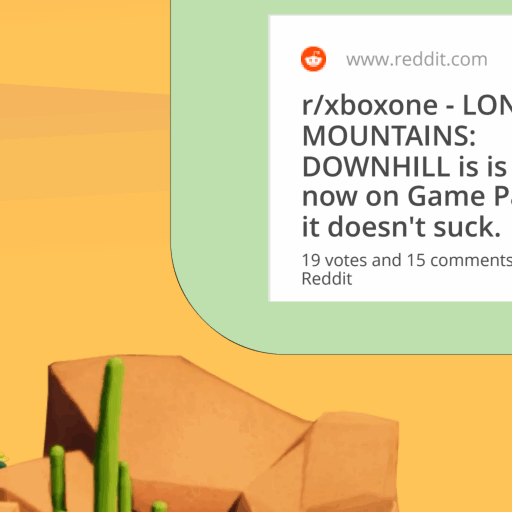 www.reddit.com
r/xboxone - LON
MOUNTAINS:
DOWNHILL is is
now on Game Pa
it doesn't suck.
19 votes and 15 comments
Reddit